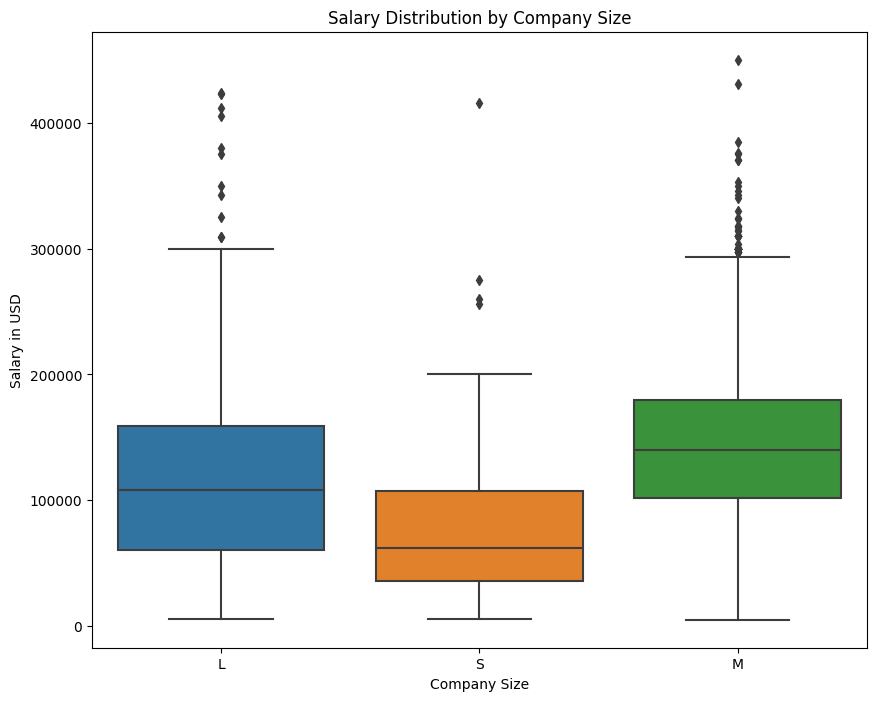 Salary Distribution by Company Size
Salary in USD
400000
300000
200000
100000
0
L
S
M
Company Size